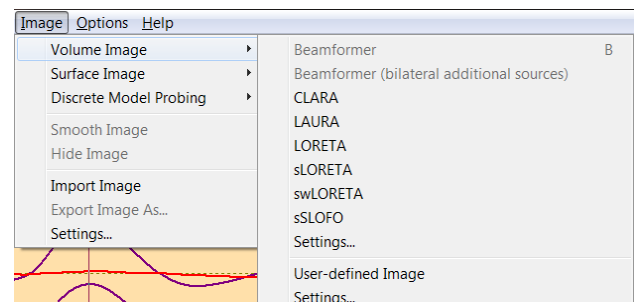 Image Options Help
Volume Image
Surface Image
Discrete Model Probing
Smooth Image
Hide Image
Import Image
Export Image As...
Settings...
Beamformer B
Beamformer (bilateral additional sources)
CLARA
LAURA
LORETA
sLORETA
swLORETA
sSLOFO
Settings...
User-defined Image
Settings...